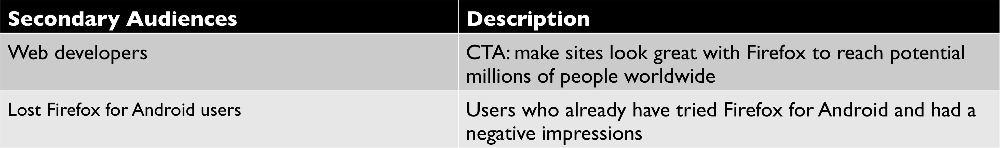 Secondary Audiences
Description
Web developers
CTA: make sites look great with Firefox to reach potential
millions of people worldwide
Lost Firefox for Android users
Users who already have tried Firefox for Android and had a
negative impressions